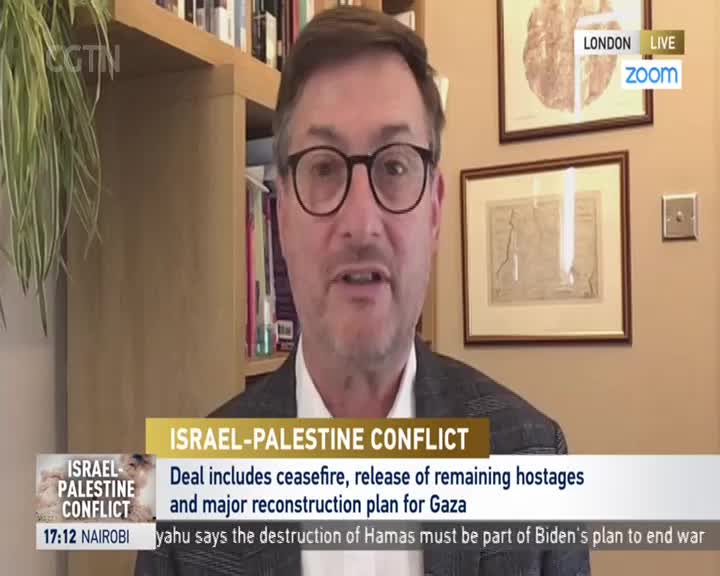 CGTN
LONDON LIVE
zoom
ISRAEL-PALESTINE CONFLICT
Deal includes ceasefire, release of remaining hostages
and major reconstruction plan for Gaza
ISRAEL-
PALESTINE
CONFLICT
17:12 NAIROBI
yahu says the destruction of Hamas must be part of Biden's plan to end war